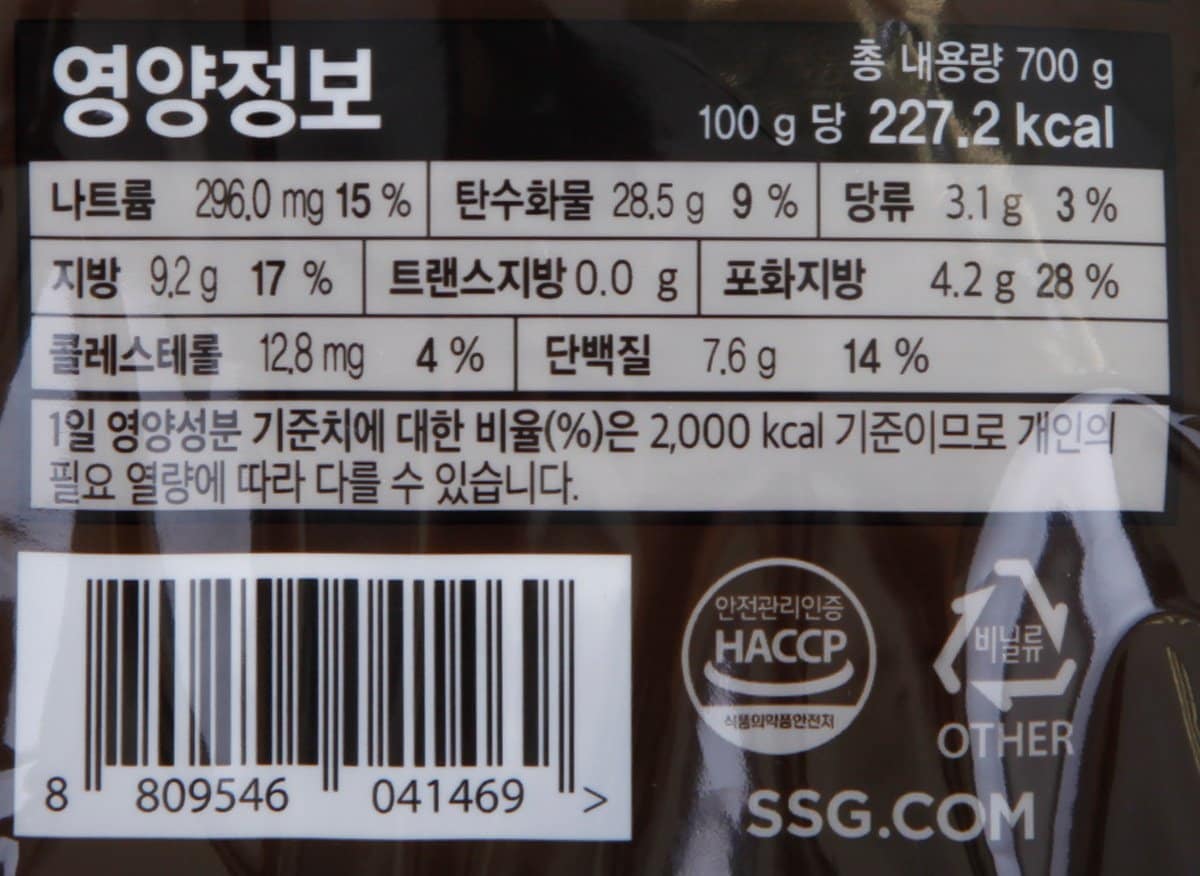 영양정보
총 내용량 700 g
100 g 당 227.2 kcal
나트륨 296.0 mg 15 % 탄수화물 28.5 g 9 % 당류 3.1 g 3 %
지방 9.2 g 17 % 트랜스지방 0.0 g 포화지방 4.2 g 28 %
콜레스테롤 12.8 mg 4 % 단백질 7.6 g 14 %
1일 영양성분 기준치에 대한 비율(%)은 2,000 kcal 기준이므로 개인의
필요 열량에 따라 다를 수 있습니다.
8 809546 041469 >
안전관리인증
HACCP
식품의약품안전처
비닐류
OTHER
SSG.COM